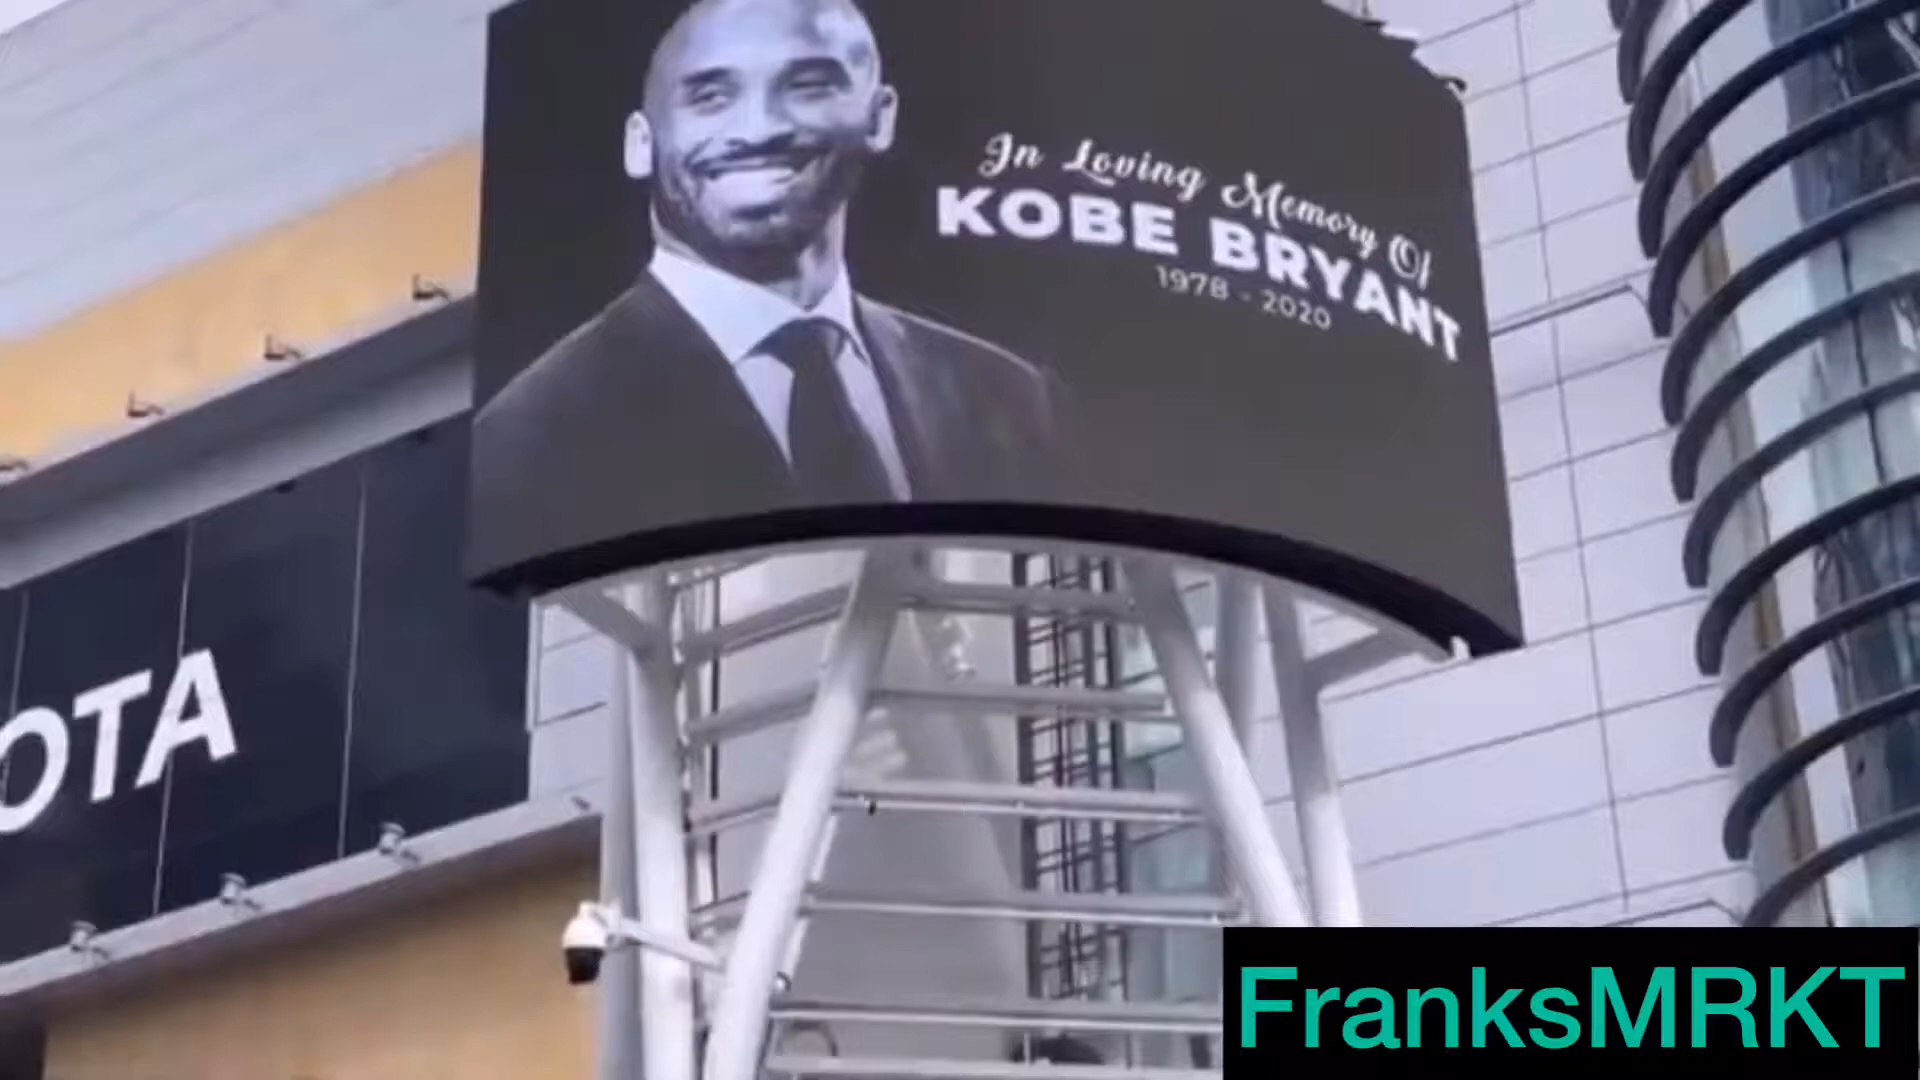 In Loving Memory Of
KOBE BRYANT
1978 - 2020
OTA
FranksMRKT